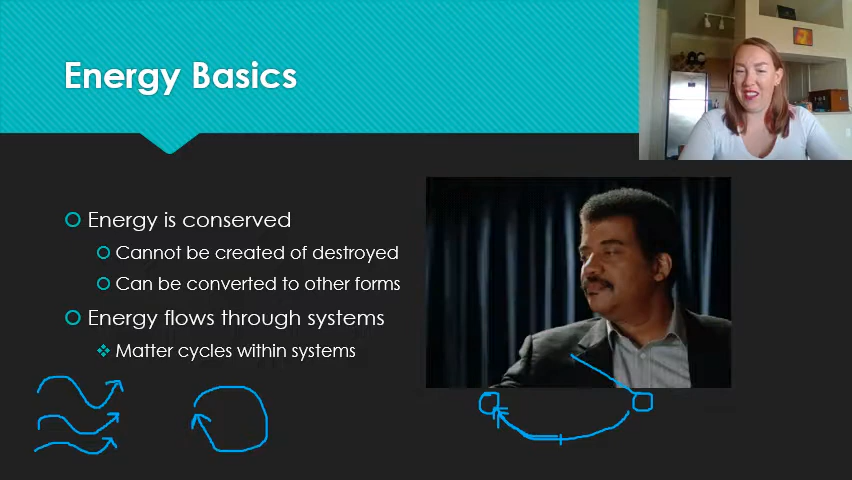 Energy Basics
Energy is conserved
Cannot be created of destroyed
Can be converted to other forms
Energy flows through systems
Matter cycles within systems